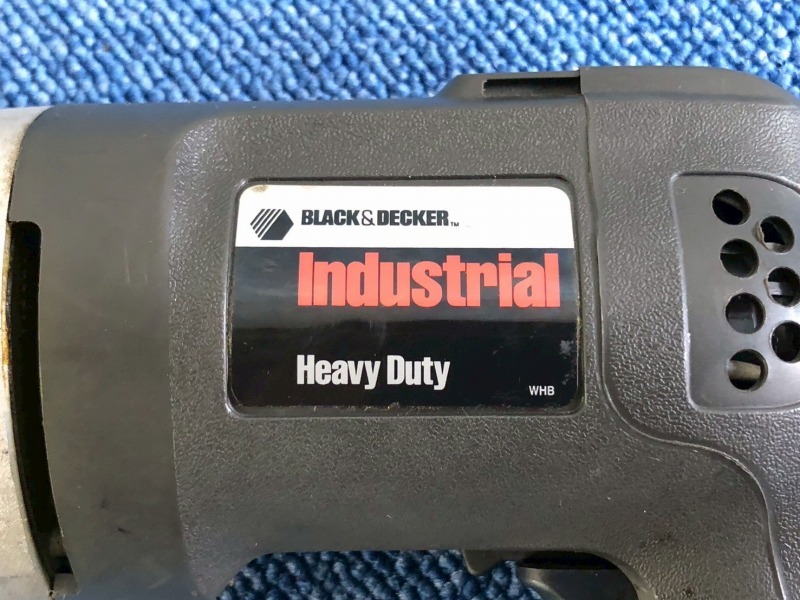 BLACK&DECKER™
Industrial
Heavy Duty
WHB